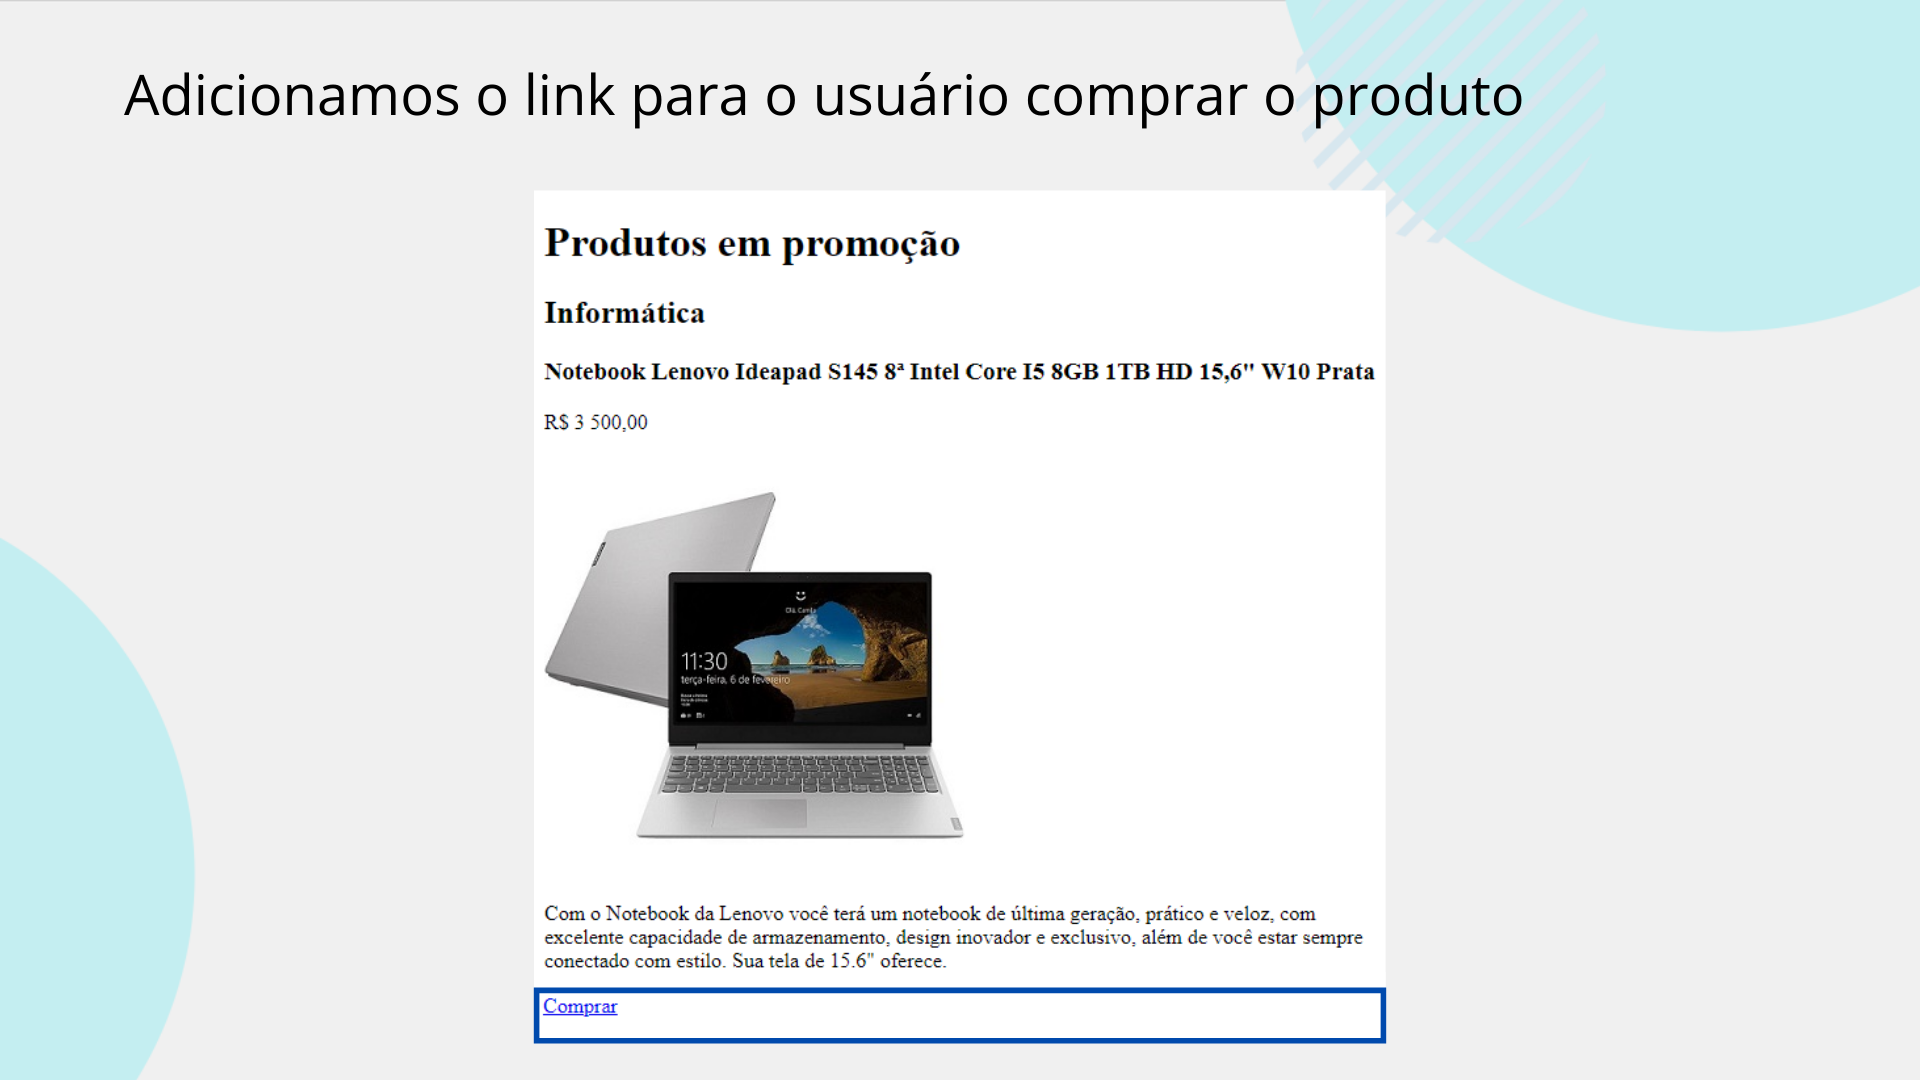 Adicionamos o link para o usuário comprar o produto
Produtos em promoção
Informática
Notebook Lenovo Ideapad S145 8ª Intel Core I5 8GB 1TB HD 15,6" W10 Prata
R$ 3 500,00
Lenovo
Olá, Camila
11:30
terça-feira, 6 de fevereiro
Com o Notebook da Lenovo você terá um notebook de última geração, prático e veloz, com
excelente capacidade de armazenamento, design inovador e exclusivo, além de você estar sempre
conectado com estilo. Sua tela de 15.6" oferece.
Comprar